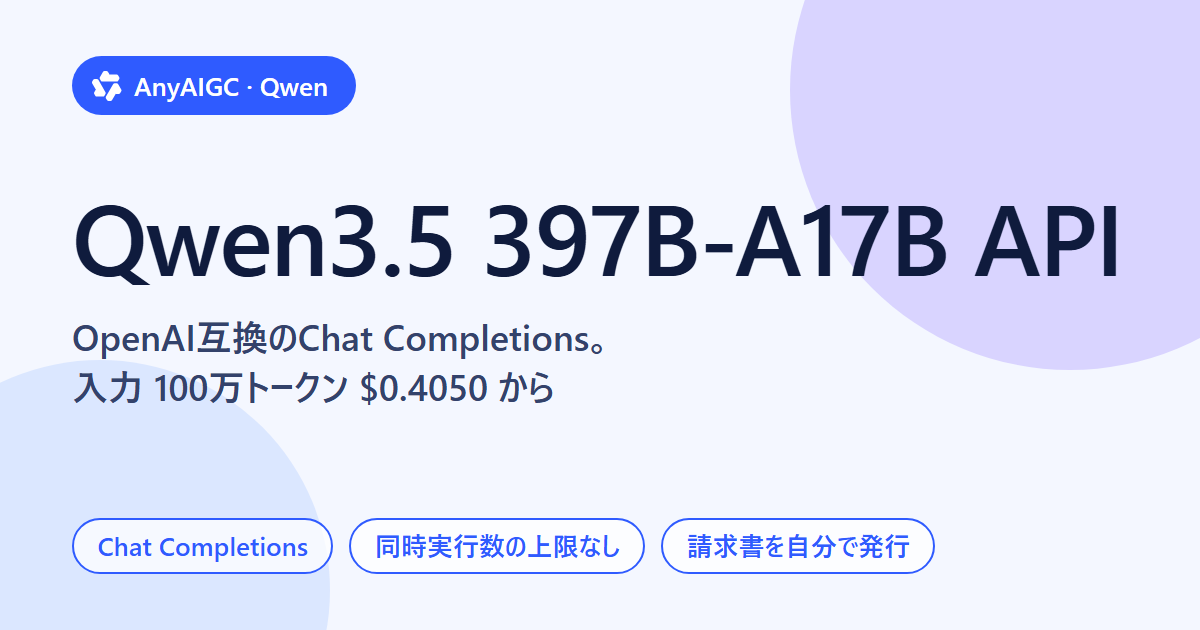 AnyAIGC · Qwen
Qwen3.5 397B-A17B API
OpenAI互換のChat Completions。
入力 100万トークン $0.4050 から
Chat Completions
同時実行数の上限なし
請求書を自分で発行